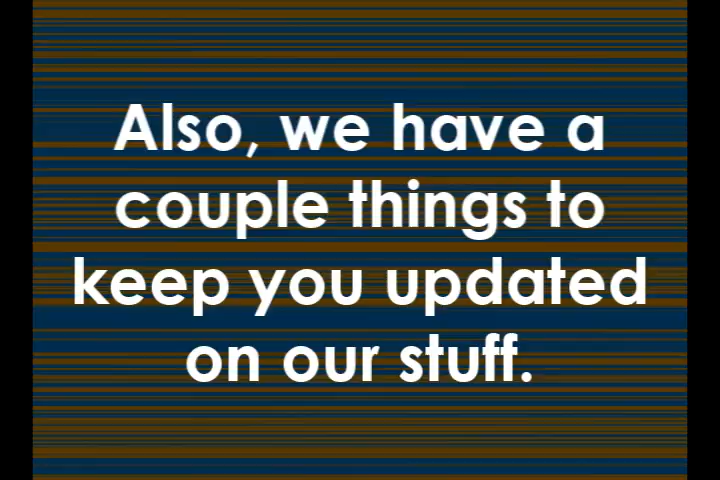 Also, we have a
couple things to
keep you updated
on our stuff.